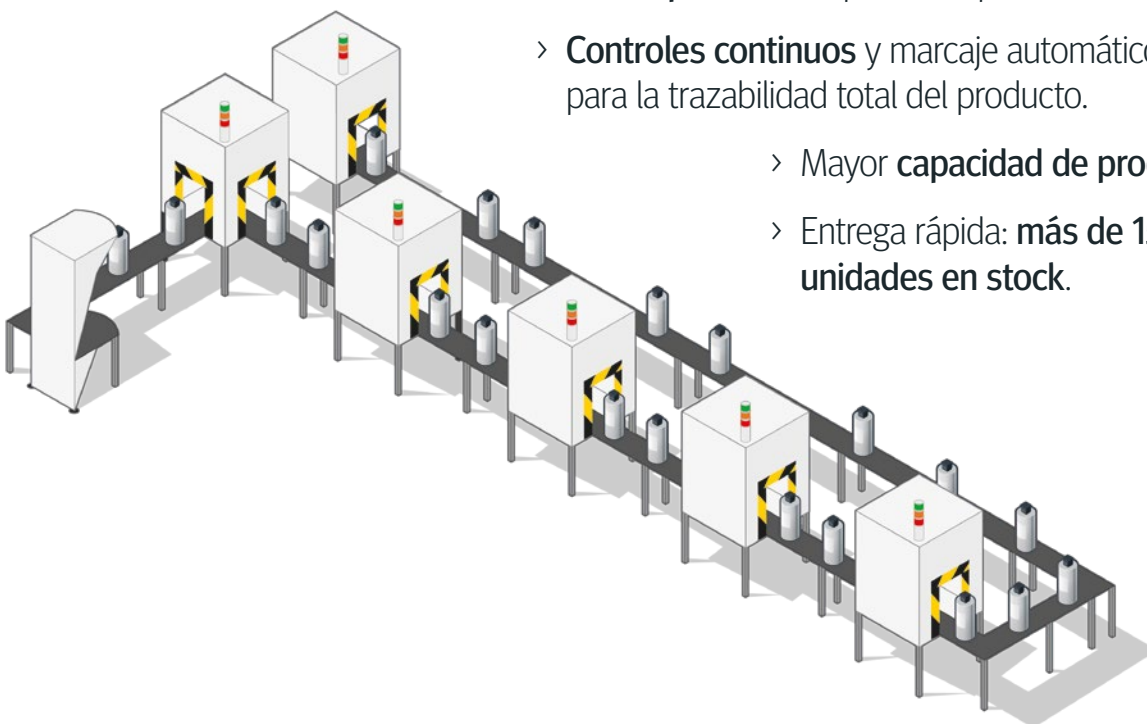 › Controles continuos y marcaje automático
para la trazabilidad total del producto.
› Mayor capacidad de pro
› Entrega rápida: más de 1
unidades en stock.